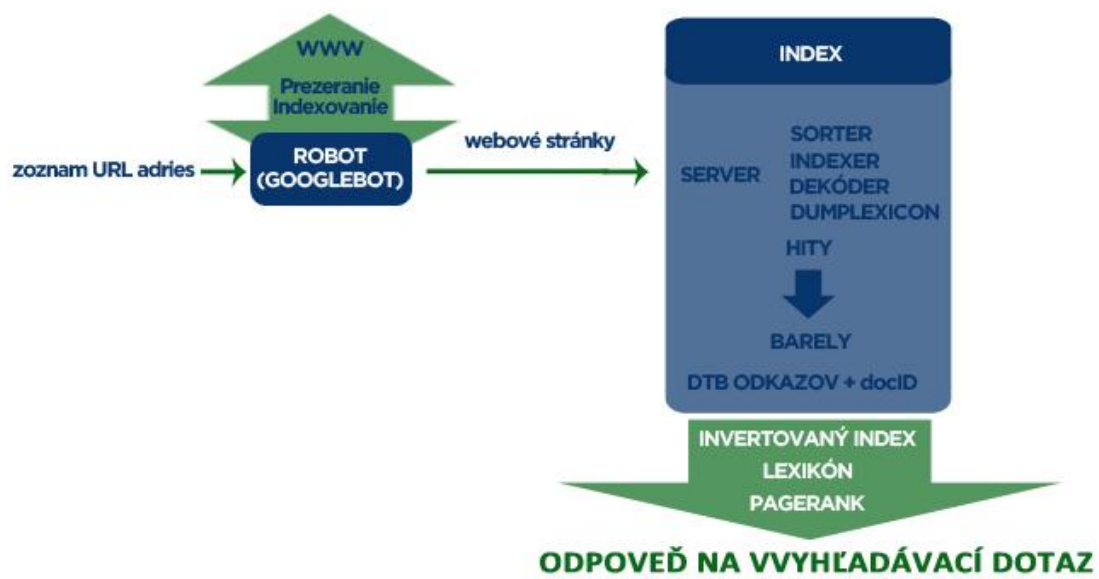 WWW
Prezeranie
Indexovanie
zoznam URL adries
ROBOT
(GOOGLEBOT)
webové stránky
INDEX
SERVER
SORTER
INDEXER
DEKÓDER
DUMPLEXICON
HITY
BARELY
DTB ODKAZOV + docID
INVERTOVANÝ INDEX
LEXIKÓN
PAGERANK
ODPOVEĎ NA VVYHĽADÁVACÍ DOTAZ